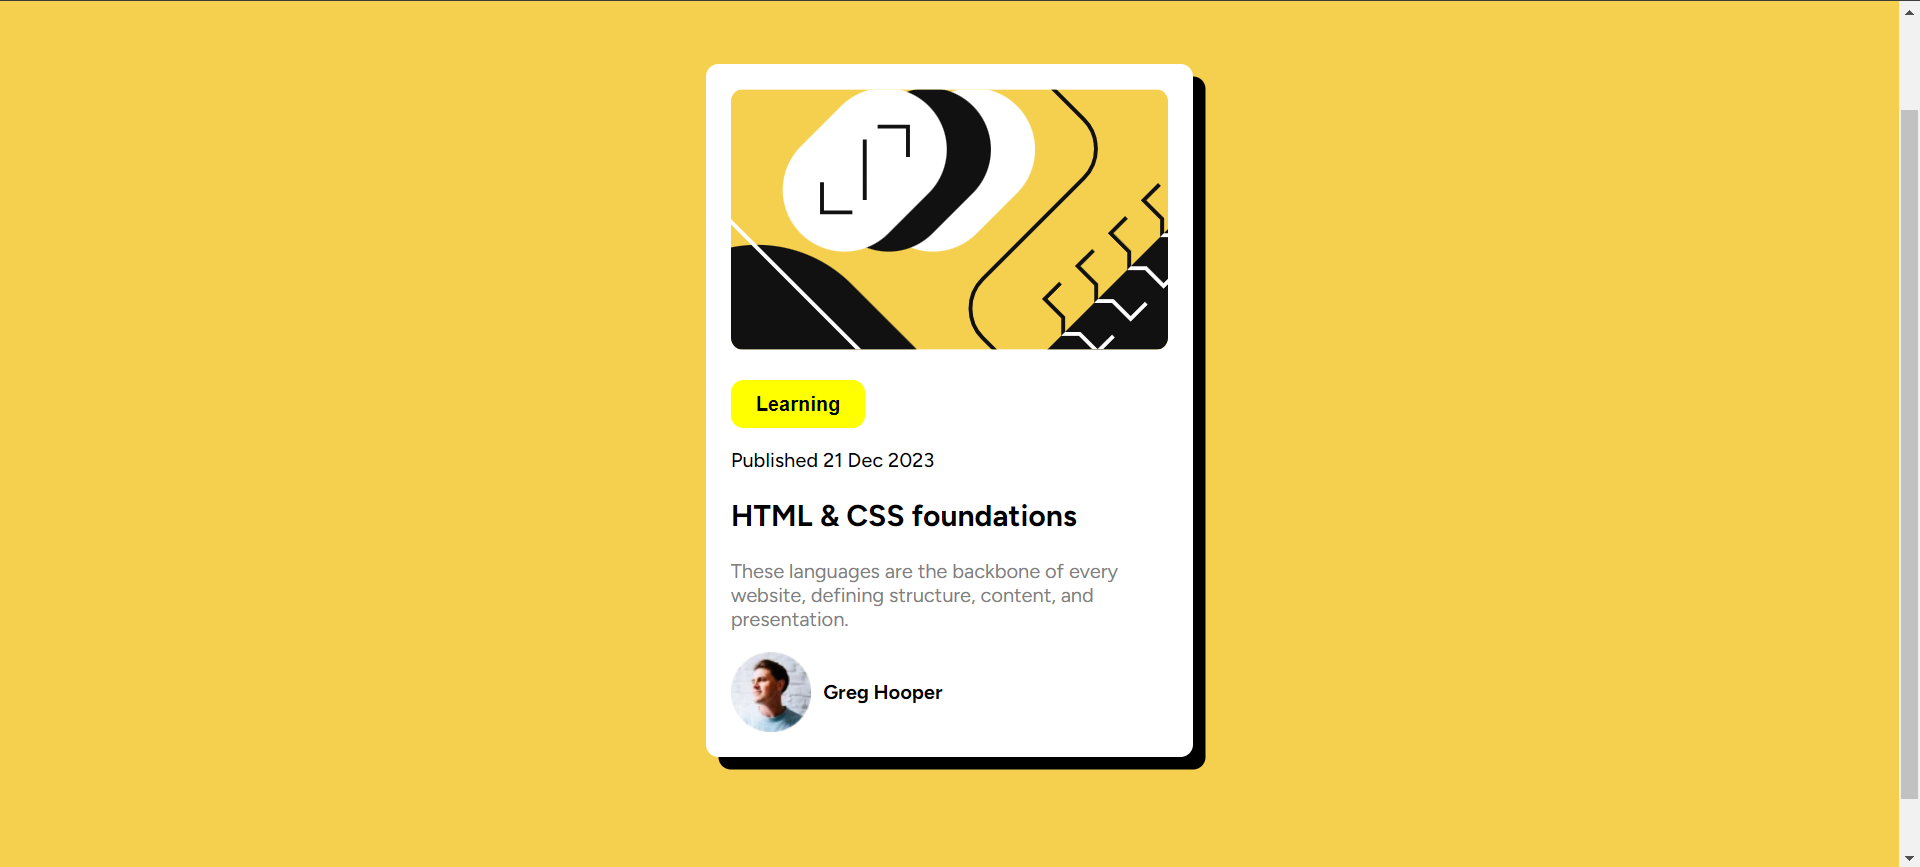 Learning
Published 21 Dec 2023
HTML & CSS foundations
These languages are the backbone of every
website, defining structure, content, and
presentation.
Greg Hooper